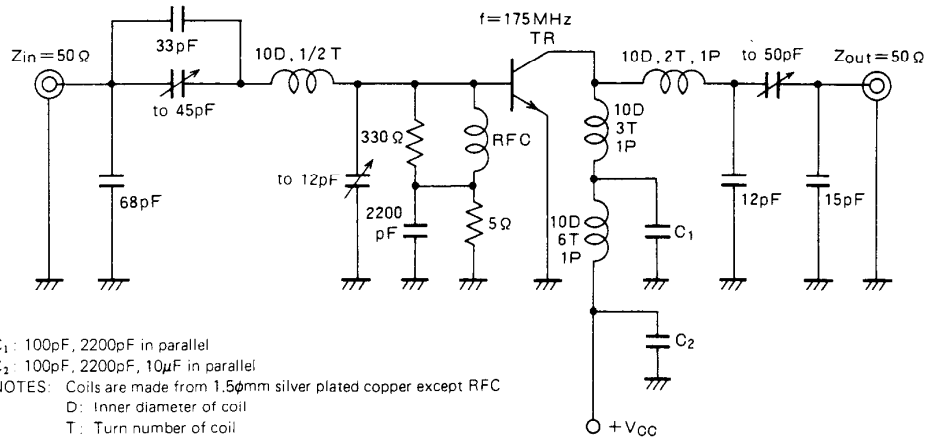 f=175MHz
TR
Zin=50Ω
33pF
10D, 1/2 T
to 45pF
10D, 2T, 1P
to 50pF
Zout=50Ω
68pF
to 12pF
330Ω
RFC
2200
pF
5Ω
10D
3T
1P
10D
6T
1P
C₁
12pF
15pF
C₂
+VCC
C₁: 100pF, 2200pF in parallel
C₂: 100pF, 2200pF, 10μF in parallel
NOTES: Coils are made from 1.5φmm silver plated copper except RFC
D: Inner diameter of coil
T: Turn number of coil